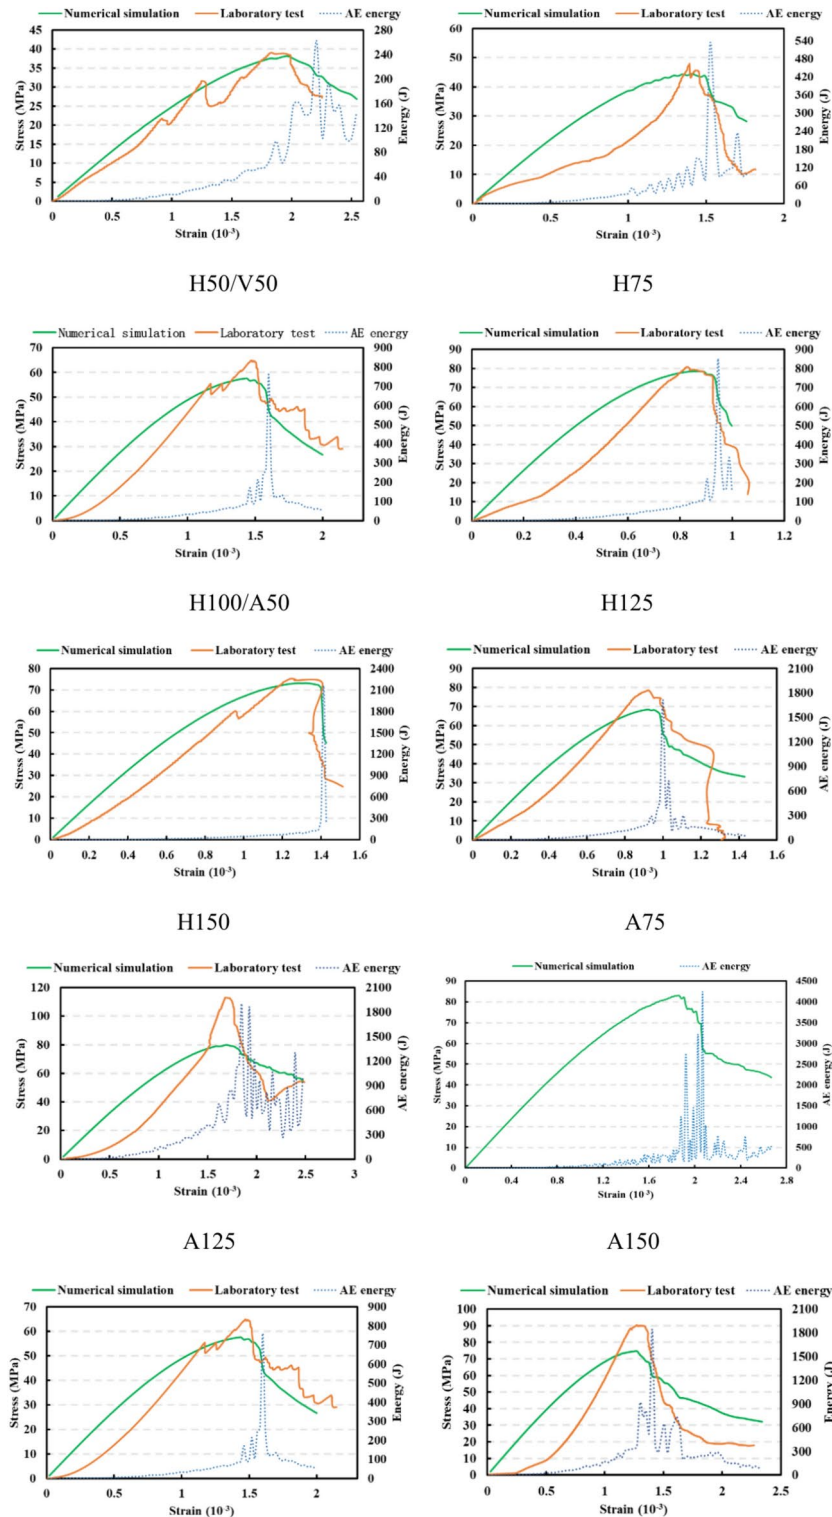 Numerical simulation Laboratory test AE energy
45 40 35 30 25 20 15 10 5 0
Stress (MPa)
280 240 200 160 120 80 40 0
Energy (J)
0 0.5 1 1.5 2 2.5
Strain (10-3)
H50/V50
Numerical simulation Laboratory test AE energy
60 50 40 30 20 10 0
Stress (MPa)
540 480 420 360 300 240 180 120 60 0
Energy (J)
0 0.5 1 1.5 2
Strain (10-3)
H75
Numerical simulation Laboratory test AE energy
70 60 50 40 30 20 10 0
Stress (MPa)
900 800 700 600 500 400 300 200 100 0
Energy (J)
0 0.5 1 1.5 2
Strain (10-3)
H100/A50
Numerical simulation Laboratory test AE energy
90 80 70 60 50 40 30 20 10 0
Stress (MPa)
900 800 700 600 500 400 300 200 100 0
Energy (J)
0 0.2 0.4 0.6 0.8 1 1.2
Strain (10-3)
H125
Numerical simulation Laboratory test AE energy
80 70 60 50 40 30 20 10 0
Stress (MPa)
2400 2200 1800 1500 1200 900 600 300 0
Energy (J)
0 0.2 0.4 0.6 0.8 1 1.2 1.4 1.6
Strain (10-3)
H150
Numerical simulation Laboratory test AE energy
90 80 70 60 50 40 30 20 10 0
Stress (MPa)
2100 1800 1500 1200 900 600 300 0
Energy (J)
0 0.2 0.4 0.6 0.8 1 1.2 1.4 1.6
Strain (10-3)
A75
Numerical simulation Laboratory test AE energy
120 100 80 60 40 20 0
Stress (MPa)
2100 1800 1500 1200 900 600 300 0
AE energy (J)
0 0.5 1 1.5 2 2.5 3
Strain (10-3)
A125
Numerical simulation AE energy
90 80 70 60 50 40 30 20 10 0
Stress (MPa)
4500 4000 3500 3000 2500 2000 1500 1000 500 0
AE energy (J)
0 0.4 0.8 1.2 1.6 2 2.4 2.8
Strain (10-3)
A150
Numerical simulation Laboratory test AE energy
70 60 50 40 30 20 10 0
Stress (MPa)
900 800 700 600 500 400 300 200 100 0
Energy (J)
0 0.5 1 1.5 2
Strain (10-3)
Numerical simulation Laboratory test AE energy
100 90 80 70 60 50 40 30 20 10 0
Stress (MPa)
2100 1800 1500 1200 900 600 300 0
Energy (J)
0 0.5 1 1.5 2 2.5
Strain (10-3)